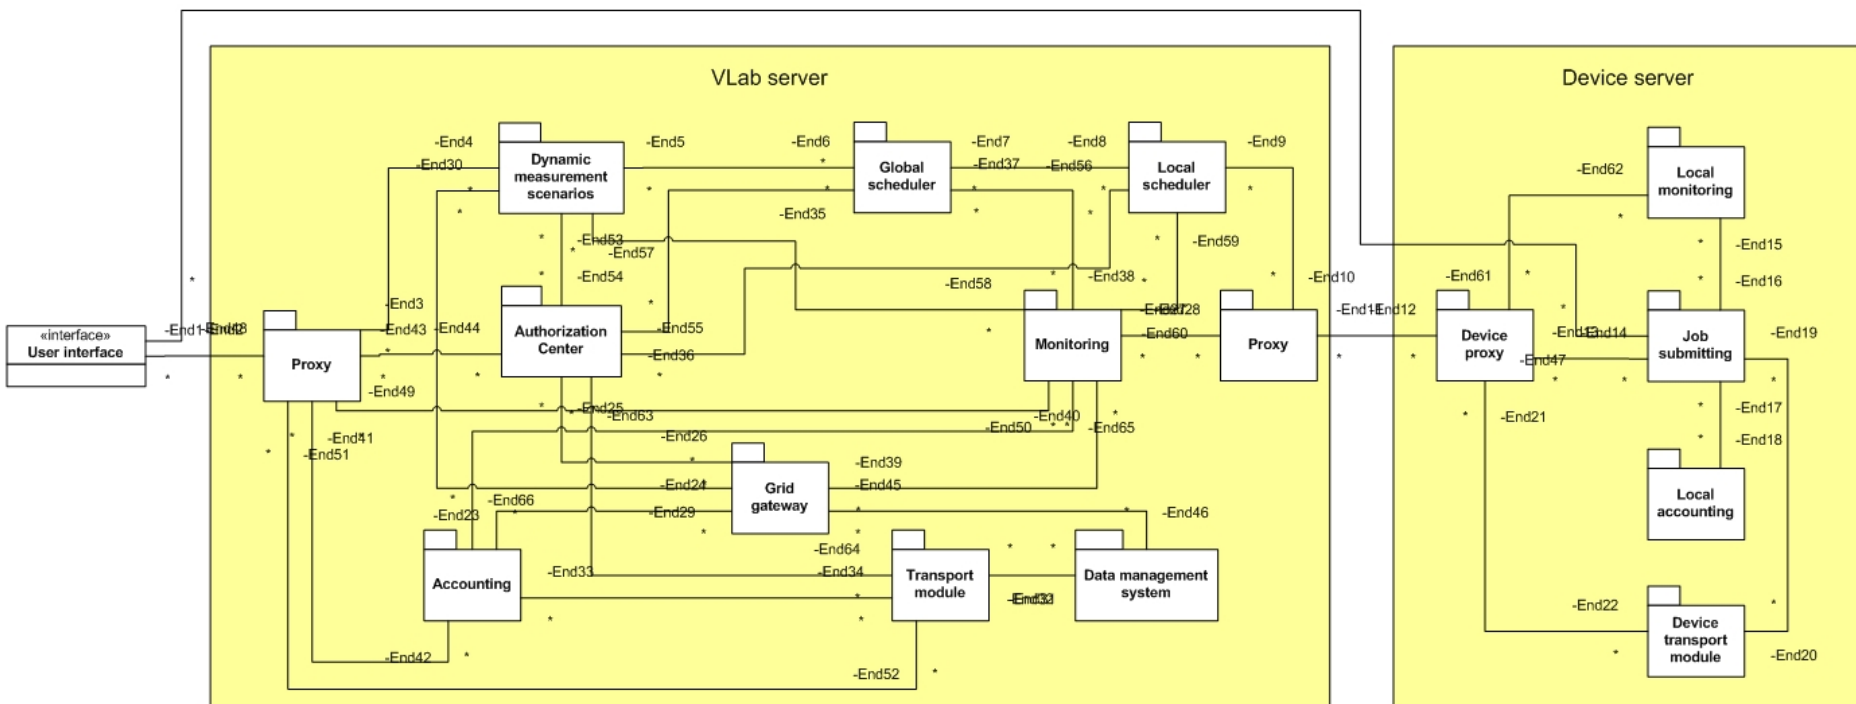 VLab server
Device server
-End4
-End5
-End6
-End7
-End8
-End9
-End30
-End37
-End56
-End62
Dynamic
measurement
scenarios
Global
scheduler
Local
scheduler
Local
monitoring
-End35
-End53
-End57
-End59
-End15
-End54
-End58
-End38
-End10
-End61
-End16
-End3
-End43
-End44
-End55
-End36
-End60
-End12
-End14
-End19
-End47
«interface»
User interface
Proxy
Authorization
Center
Monitoring
Proxy
Device
proxy
Job
submitting
-End49
-End25
-End63
-End40
-End50
-End65
-End21
-End17
-End41
-End51
-End26
-End18
-End39
-End24
-End45
Grid
gateway
Local
accounting
-End66
-End23
-End29
-End46
-End64
-End33
-End34
Accounting
Transport
module
Data management
system
-End22
Device
transport
module
-End42
-End52
-End20